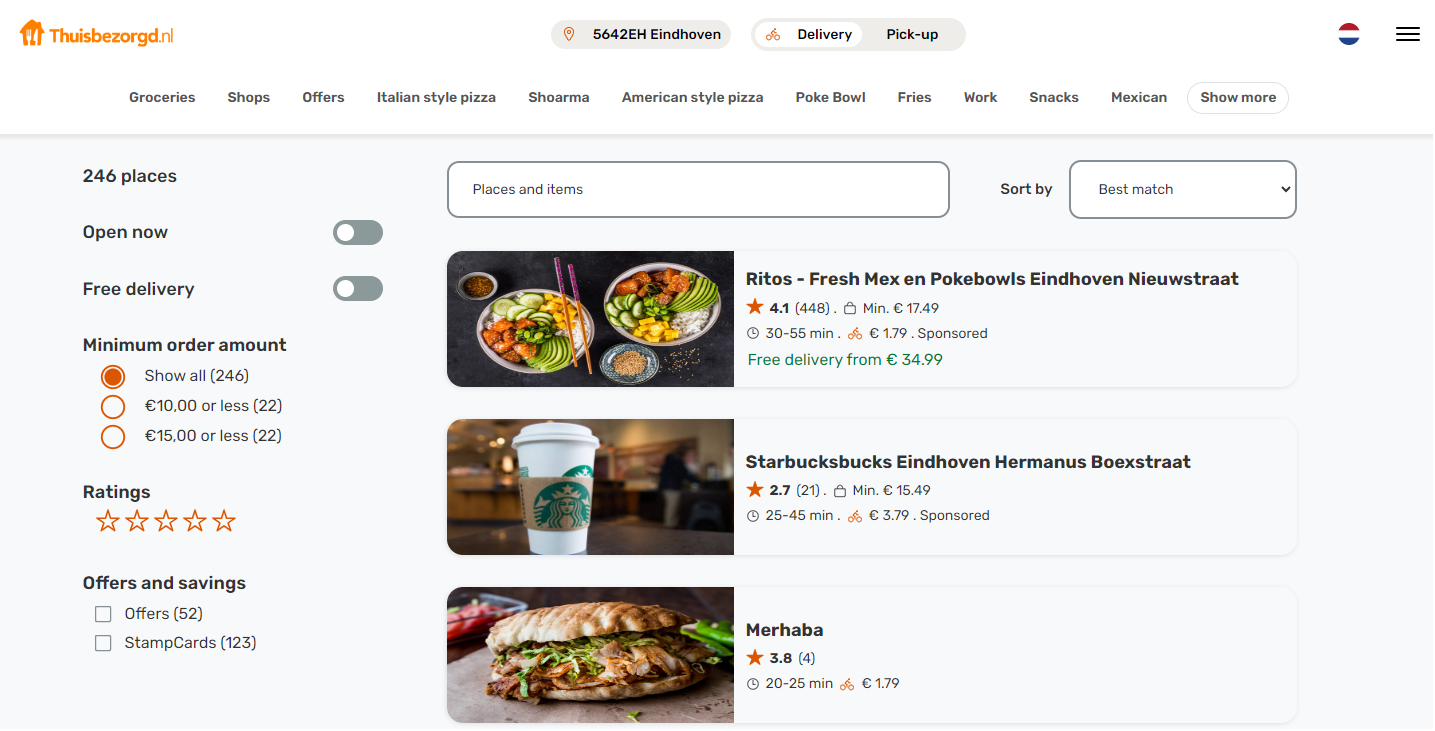 Thuisbezorgd.nl
5642EH Eindhoven
Delivery
Pick-up
Groceries
Shops
Offers
Italian style pizza
Shoarma
American style pizza
Poke Bowl
Fries
Work
Snacks
Mexican
Show more
246 places
Open now
Free delivery
Minimum order amount
Show all (246)
€10,00 or less (22)
€15,00 or less (22)
Ratings
Offers and savings
Offers (52)
StampCards (123)
Places and items
Sort by
Best match
Ritos - Fresh Mex en Pokebowls Eindhoven Nieuwstraat
4.1 (448) . Min. € 17.49
30-55 min . € 1.79 . Sponsored
Free delivery from € 34.99
Starbucksbucks Eindhoven Hermanus Boexstraat
2.7 (21) . Min. € 15.49
25-45 min . € 3.79 . Sponsored
Merhaba
3.8 (4)
20-25 min € 1.79